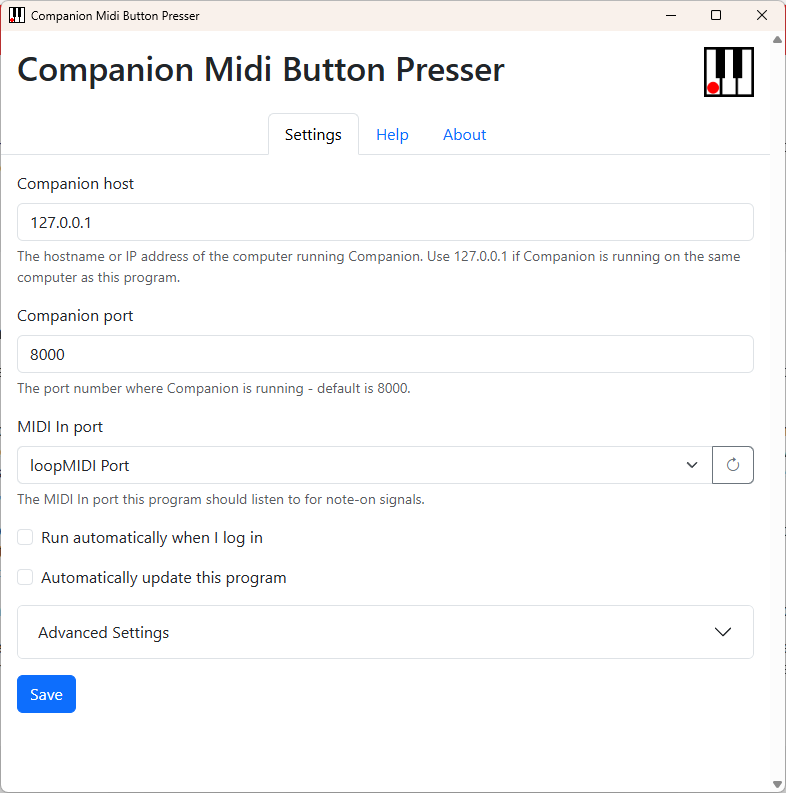 Companion Midi Button Presser
Companion Midi Button Presser
Settings
Help
About
Companion host
127.0.0.1
The hostname or IP address of the computer running Companion. Use 127.0.0.1 if Companion is running on the same
computer as this program.
Companion port
8000
The port number where Companion is running - default is 8000.
MIDI In port
loopMIDI Port
The MIDI In port this program should listen to for note-on signals.
Run automatically when I log in
Automatically update this program
Advanced Settings
Save